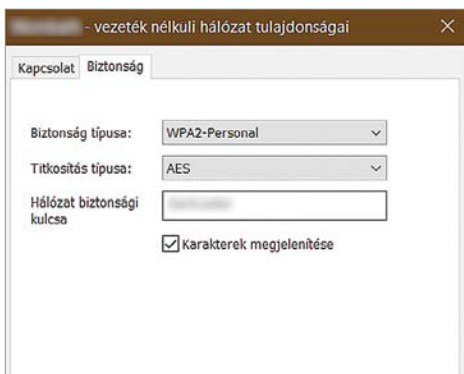 - vezeték nélküli hálózat tulajdonságai
Kapcsolat Biztonság
Biztonság típusa: WPA2-Personal
Titkosítás típusa: AES
Hálózat biztonsági
kulcsa
Karakterek megjelenítése